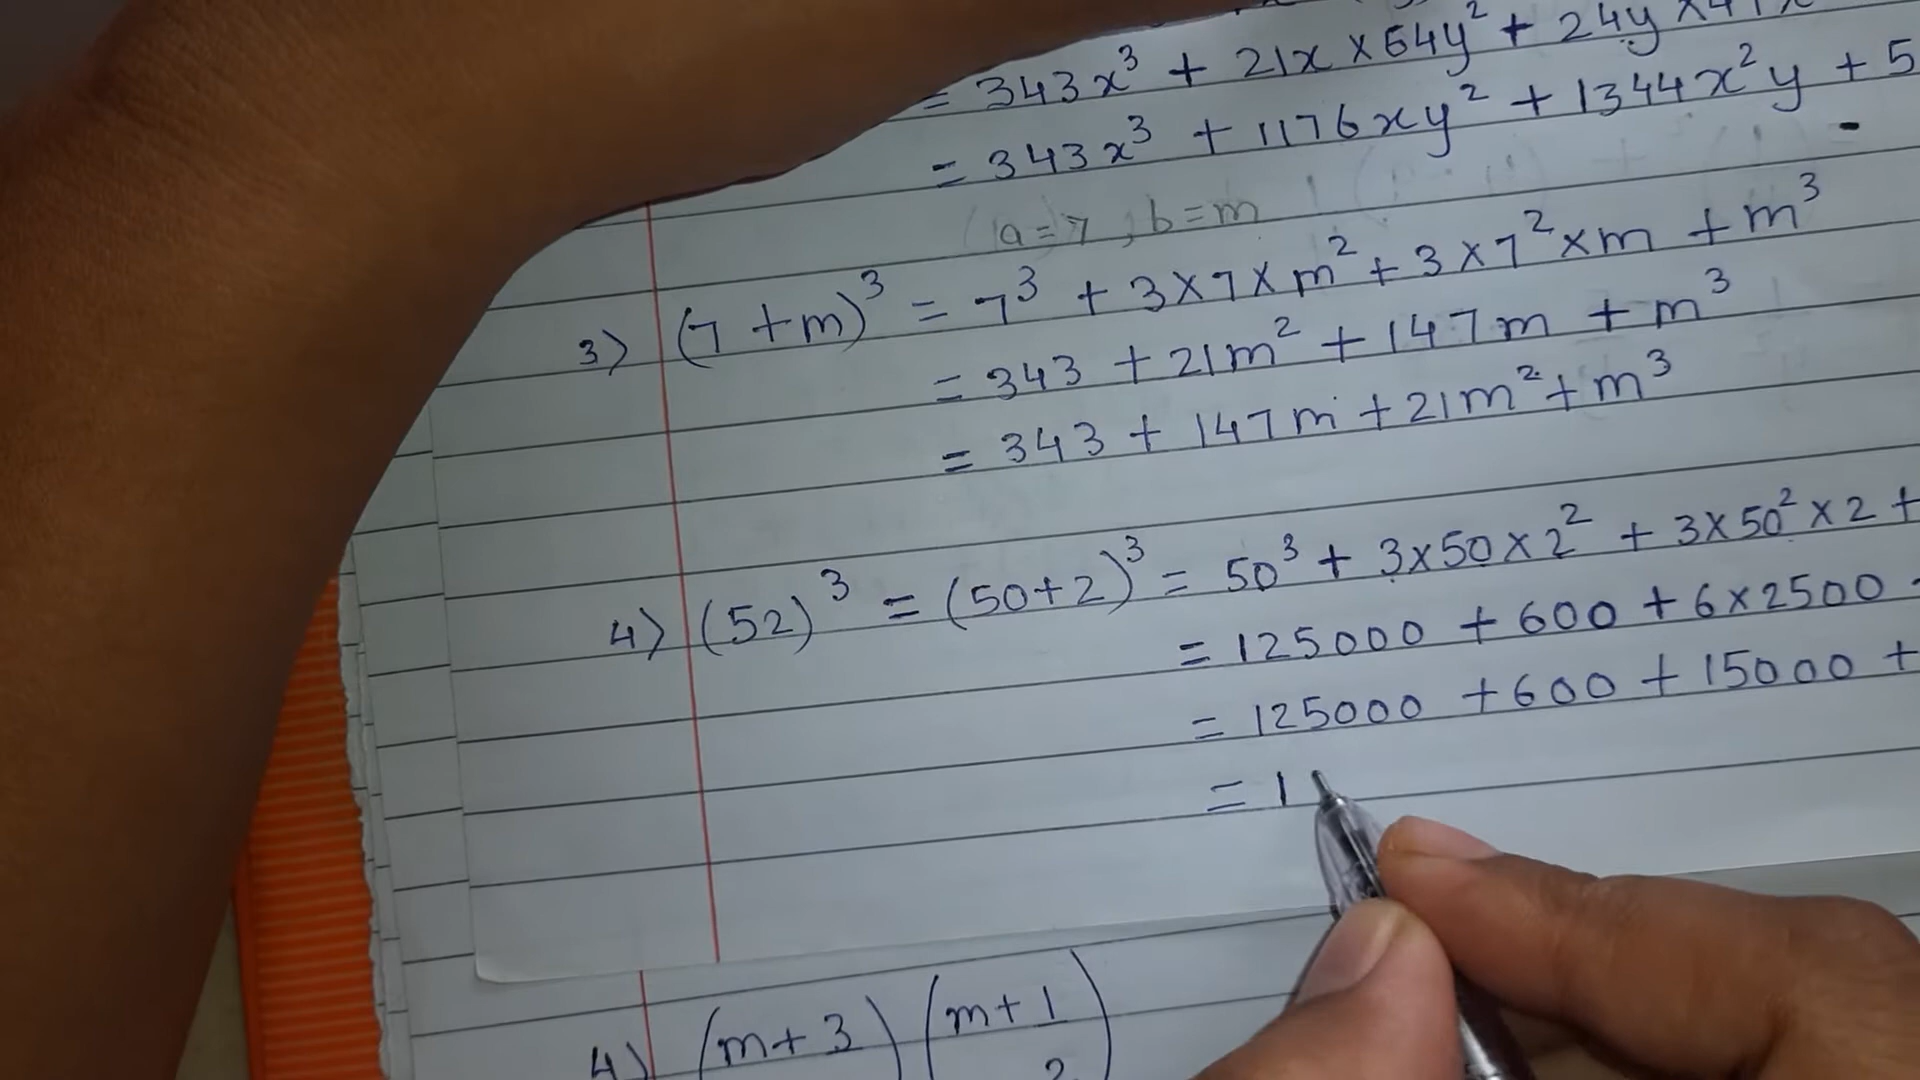 = 343x³ + 21x × 64y² + 24y × 4
= 343x³ + 1176xy² + 1344x²y + 5
a = 7, b = m
3) (7 + m)³ = 7³ + 3×7×m² + 3×7²×m + m³
= 343 + 21m² + 147m + m³
= 343 + 147m + 21m² + m³
4) (52)³ = (50+2)³ = 50³ + 3×50×2² + 3×50²×2 +
= 125000 + 600 + 6×2500
= 125000 + 600 + 15000 +
= 1
4) (m+3) (m+1
2